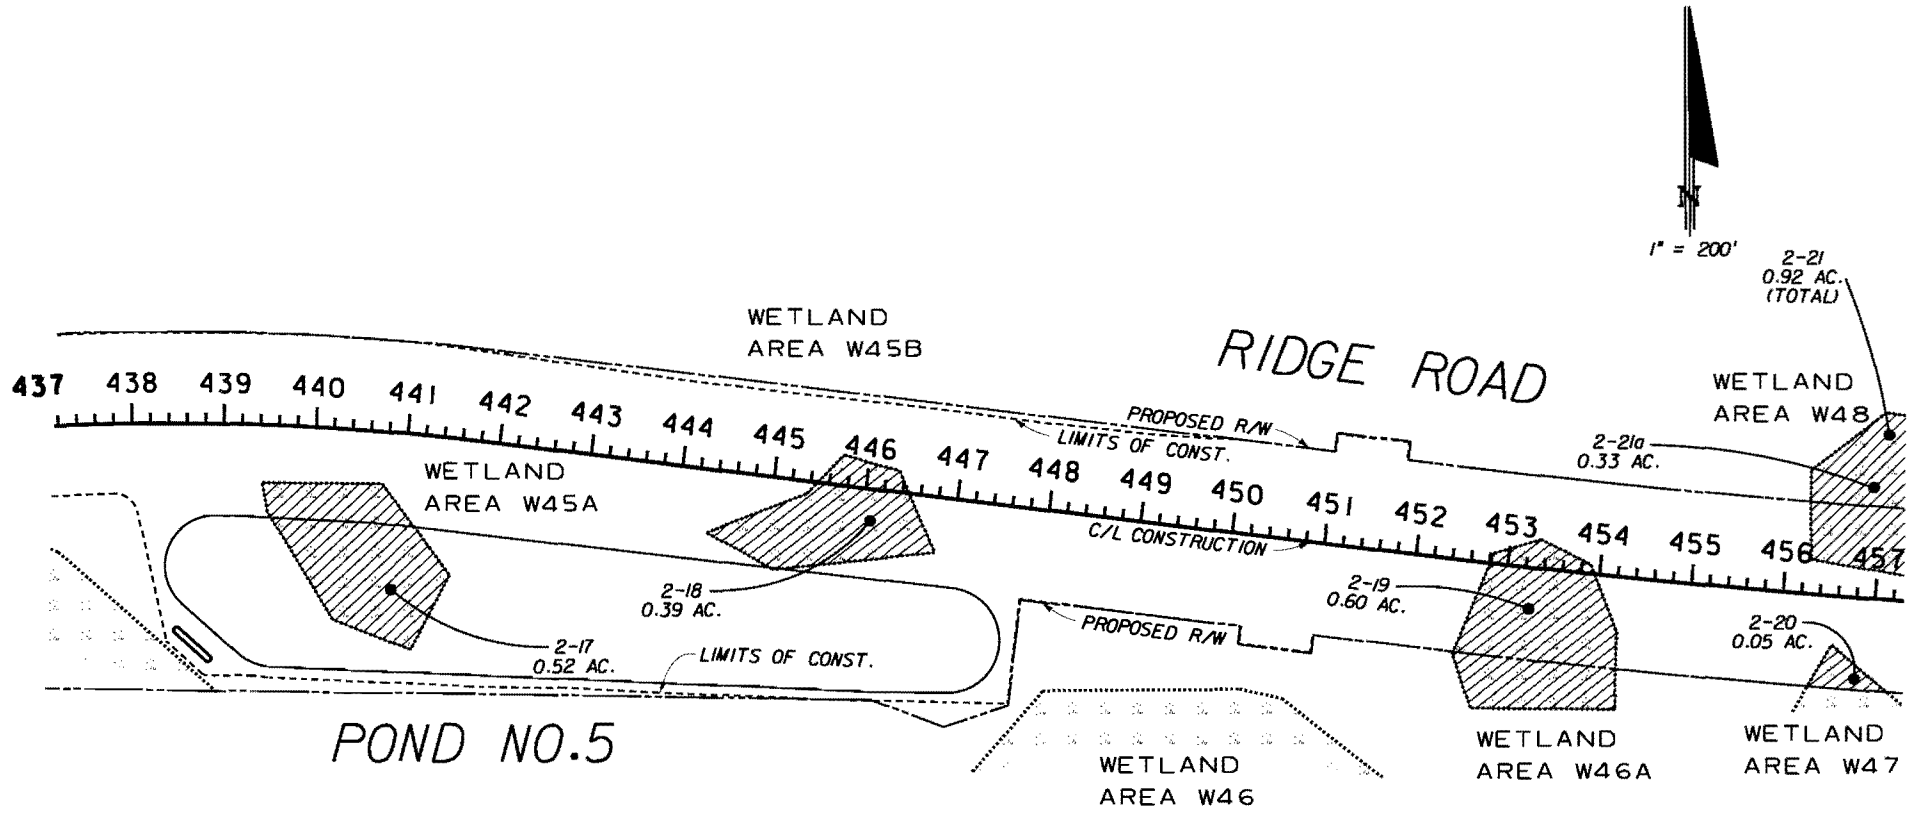 N
1" = 200'
2-21
0.92 AC.
(TOTAL)
WETLAND
AREA W45B
RIDGE ROAD
WETLAND
AREA W48
437 438 439 440 441 442 443 444 445 446 447 448 449 450 451 452 453 454 455 456 457
PROPOSED R/W
LIMITS OF CONST.
2-21a
0.33 AC.
WETLAND
AREA W45A
C/L CONSTRUCTION
2-18
0.39 AC.
2-19
0.60 AC.
PROPOSED R/W
2-20
0.05 AC.
2-17
0.52 AC.
LIMITS OF CONST.
POND NO.5
WETLAND
AREA W46
WETLAND
AREA W46A
WETLAND
AREA W47